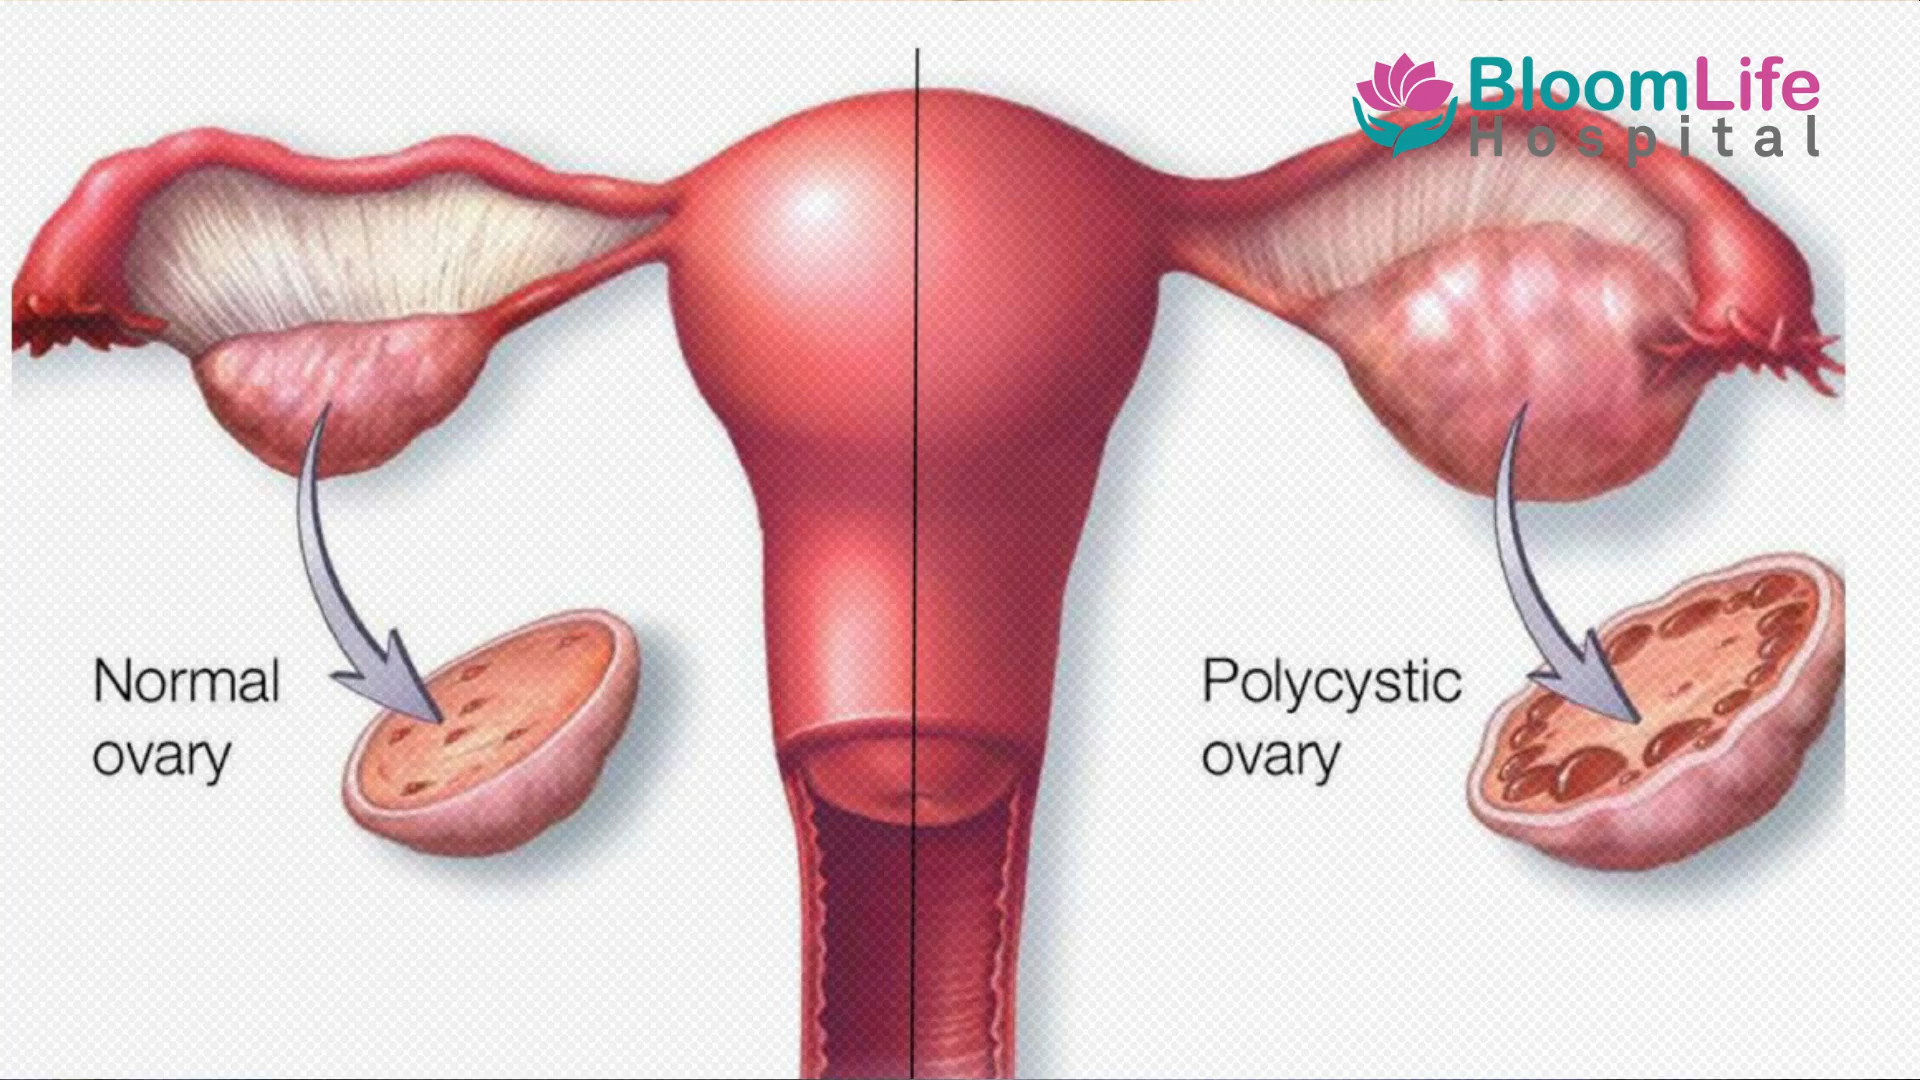 BloomLife
Hospital
Normal
ovary
Polycystic
ovary